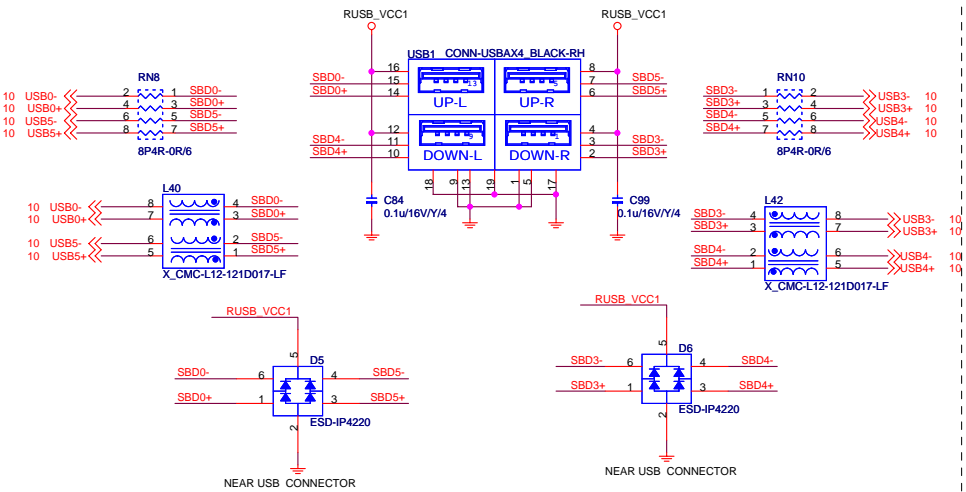 RUSB_VCC1
RUSB_VCC1
USB1 CONN-USBAX4_BLACK-RH
16
15
14
12
11
10
SBD0-
SBD0+
SBD4-
SBD4+
13
UP-L
5
UP-R
9
DOWN-L
1
DOWN-R
8
7
6
4
3
2
SBD5-
SBD5+
SBD3-
SBD3+
18
9
13
19
1
5
17
C84
0.1u/16V/Y/4
C99
0.1u/16V/Y/4
RN8
10 USB0- 2 1 SBD0-
10 USB0+ 4 3 SBD0+
10 USB5- 6 5 SBD5-
10 USB5+ 8 7 SBD5+
8P4R-0R/6
RN10
SBD3- 1 2 USB3- 10
SBD3+ 3 4 USB3+ 10
SBD4- 5 6 USB4- 10
SBD4+ 7 8 USB4+ 10
8P4R-0R/6
L40
10 USB0- 8 4 SBD0-
10 USB0+ 7 3 SBD0+
10 USB5- 6 2 SBD5-
10 USB5+ 5 1 SBD5+
X_CMC-L12-121D017-LF
L42
SBD3- 4 8 USB3- 10
SBD3+ 3 7 USB3+ 10
SBD4- 2 6 USB4- 10
SBD4+ 1 5 USB4+ 10
X_CMC-L12-121D017-LF
RUSB_VCC1
5
D5
SBD0- 6 4 SBD5-
SBD0+ 1 3 SBD5+
2
ESD-IP4220
NEAR USB CONNECTOR
RUSB_VCC1
5
D6
SBD3- 6 4 SBD4-
SBD3+ 1 3 SBD4+
2
ESD-IP4220
NEAR USB CONNECTOR